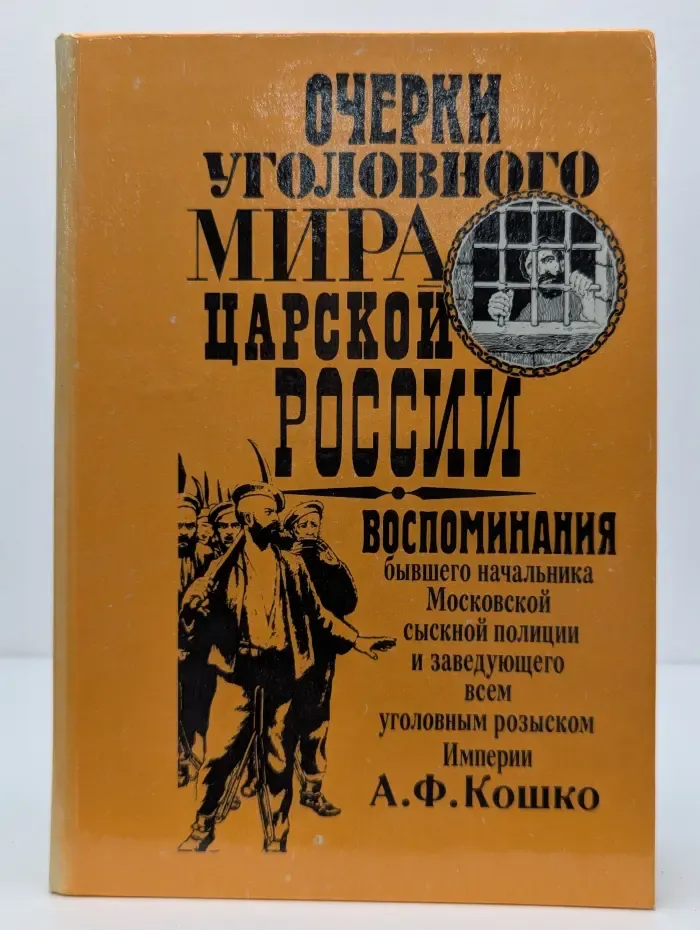 ОЧЕРКИ
УГОЛОВНОГО
МИРА
ЦАРСКОЙ
РОССИИ
ВОСПОМИНАНИЯ
бывшего начальника
Московской
сыскной полиции
и заведующего
всем
уголовным розыском
Империи
А.Ф.Кошко